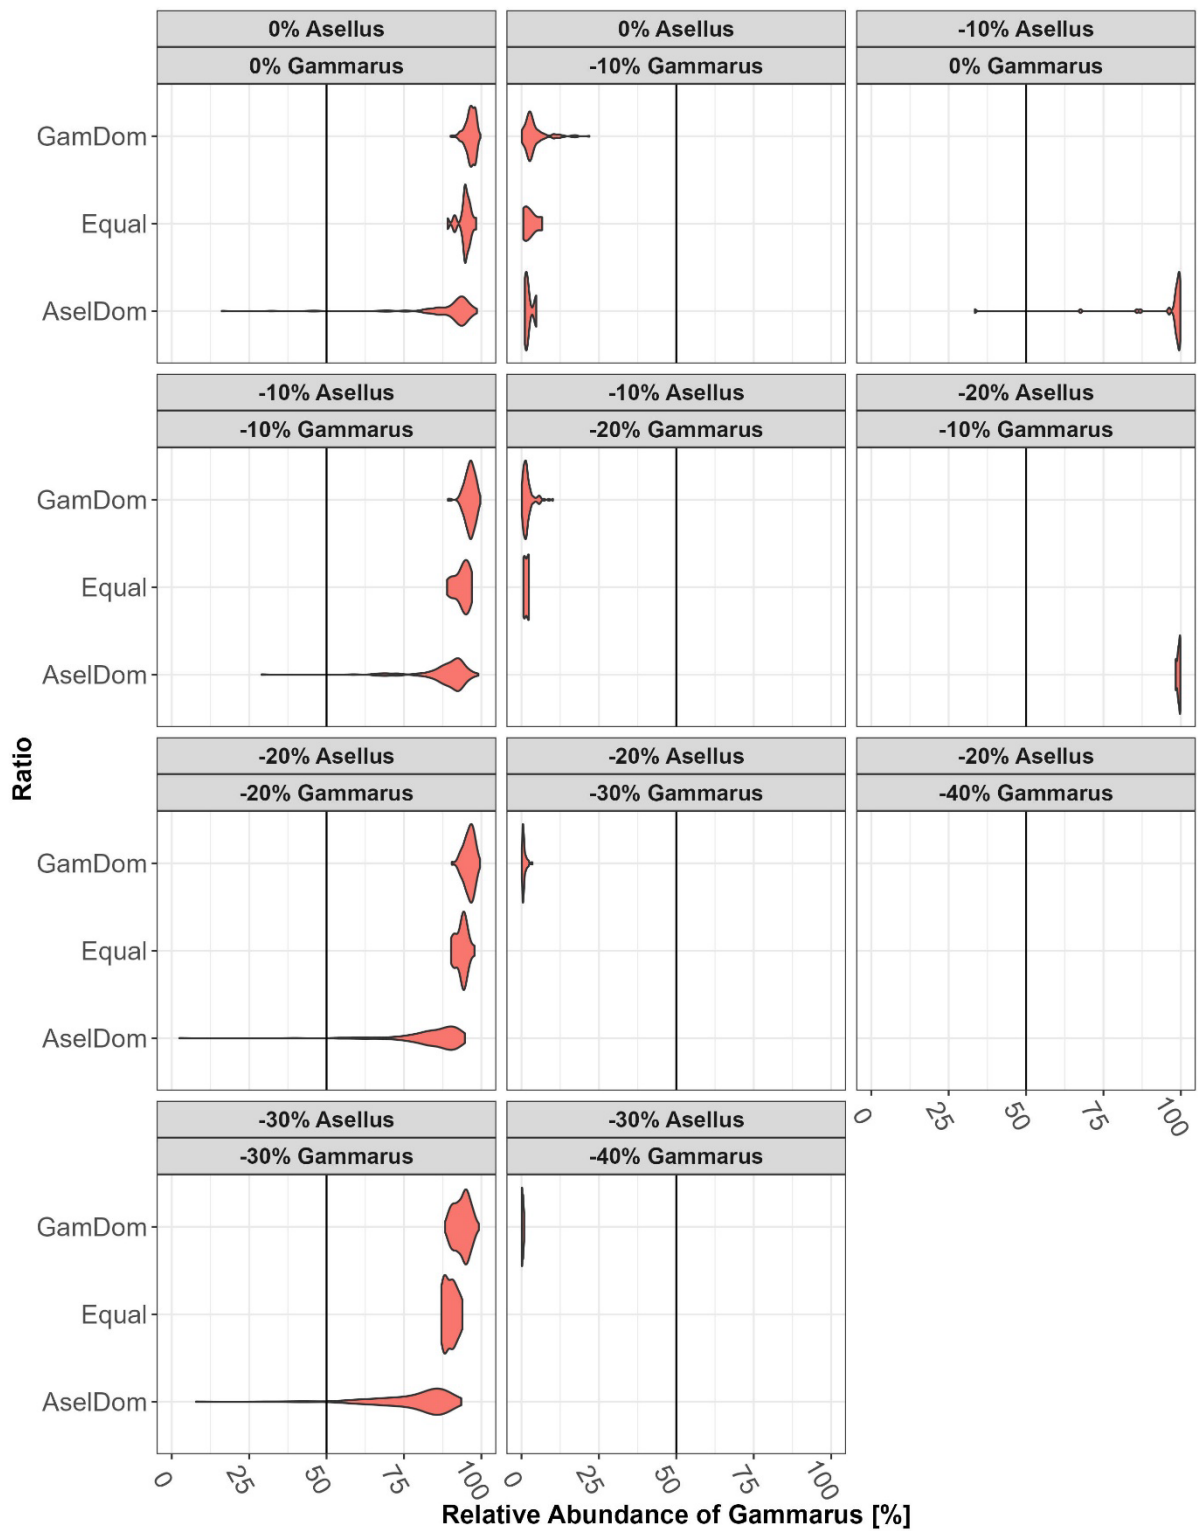 0% Asellus
0% Gammarus
0% Asellus
-10% Gammarus
-10% Asellus
0% Gammarus
GamDom
Equal
AselDom
-10% Asellus
-10% Gammarus
-10% Asellus
-20% Gammarus
-20% Asellus
-10% Gammarus
GamDom
Equal
AselDom
Ratio
-20% Asellus
-20% Gammarus
-20% Asellus
-30% Gammarus
-20% Asellus
-40% Gammarus
GamDom
Equal
AselDom
0 25 50 75 100
-30% Asellus
-30% Gammarus
-30% Asellus
-40% Gammarus
GamDom
Equal
AselDom
0 25 50 75 100
0 25 50 75 100
Relative Abundance of Gammarus [%]